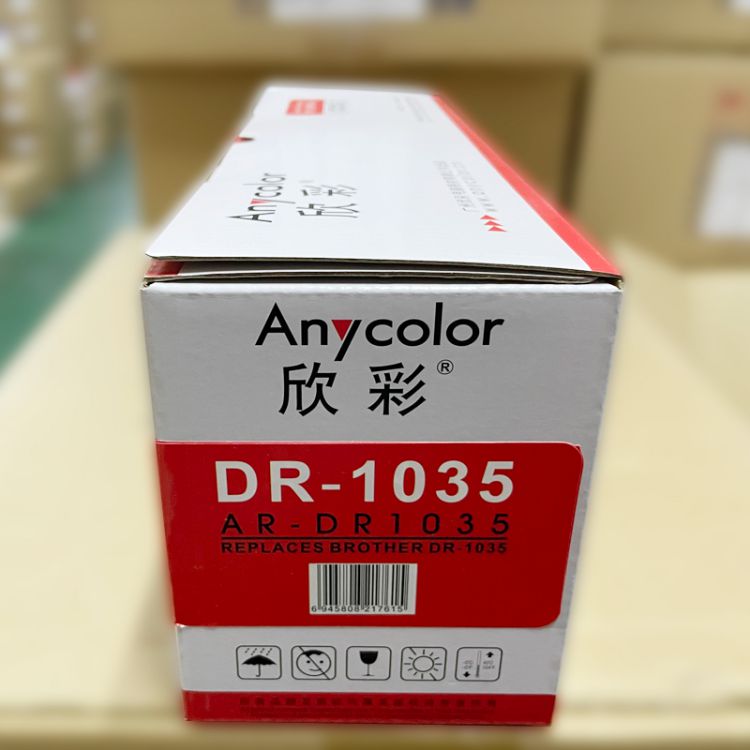 Anycolor
欣彩®
Anycolor
欣彩®
DR-1035
AR-DR1035
REPLACES BROTHER DR-1035
6945808217615